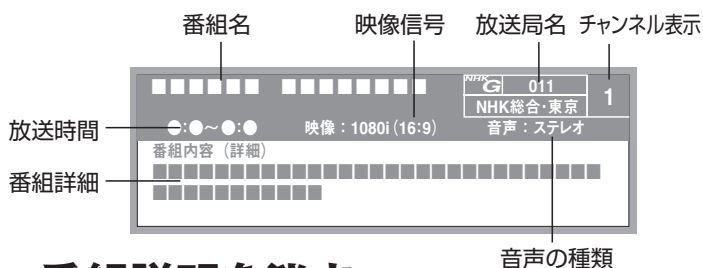 番組名 映像信号 放送局名 チャンネル表示
■■■■■■ ■■■■■■■■ NHK G 011 1
NHK総合・東京
放送時間 ●:●~●:● 映像:1080i(16:9) 音声:ステレオ
番組内容(詳細)
番組詳細
音声の種類